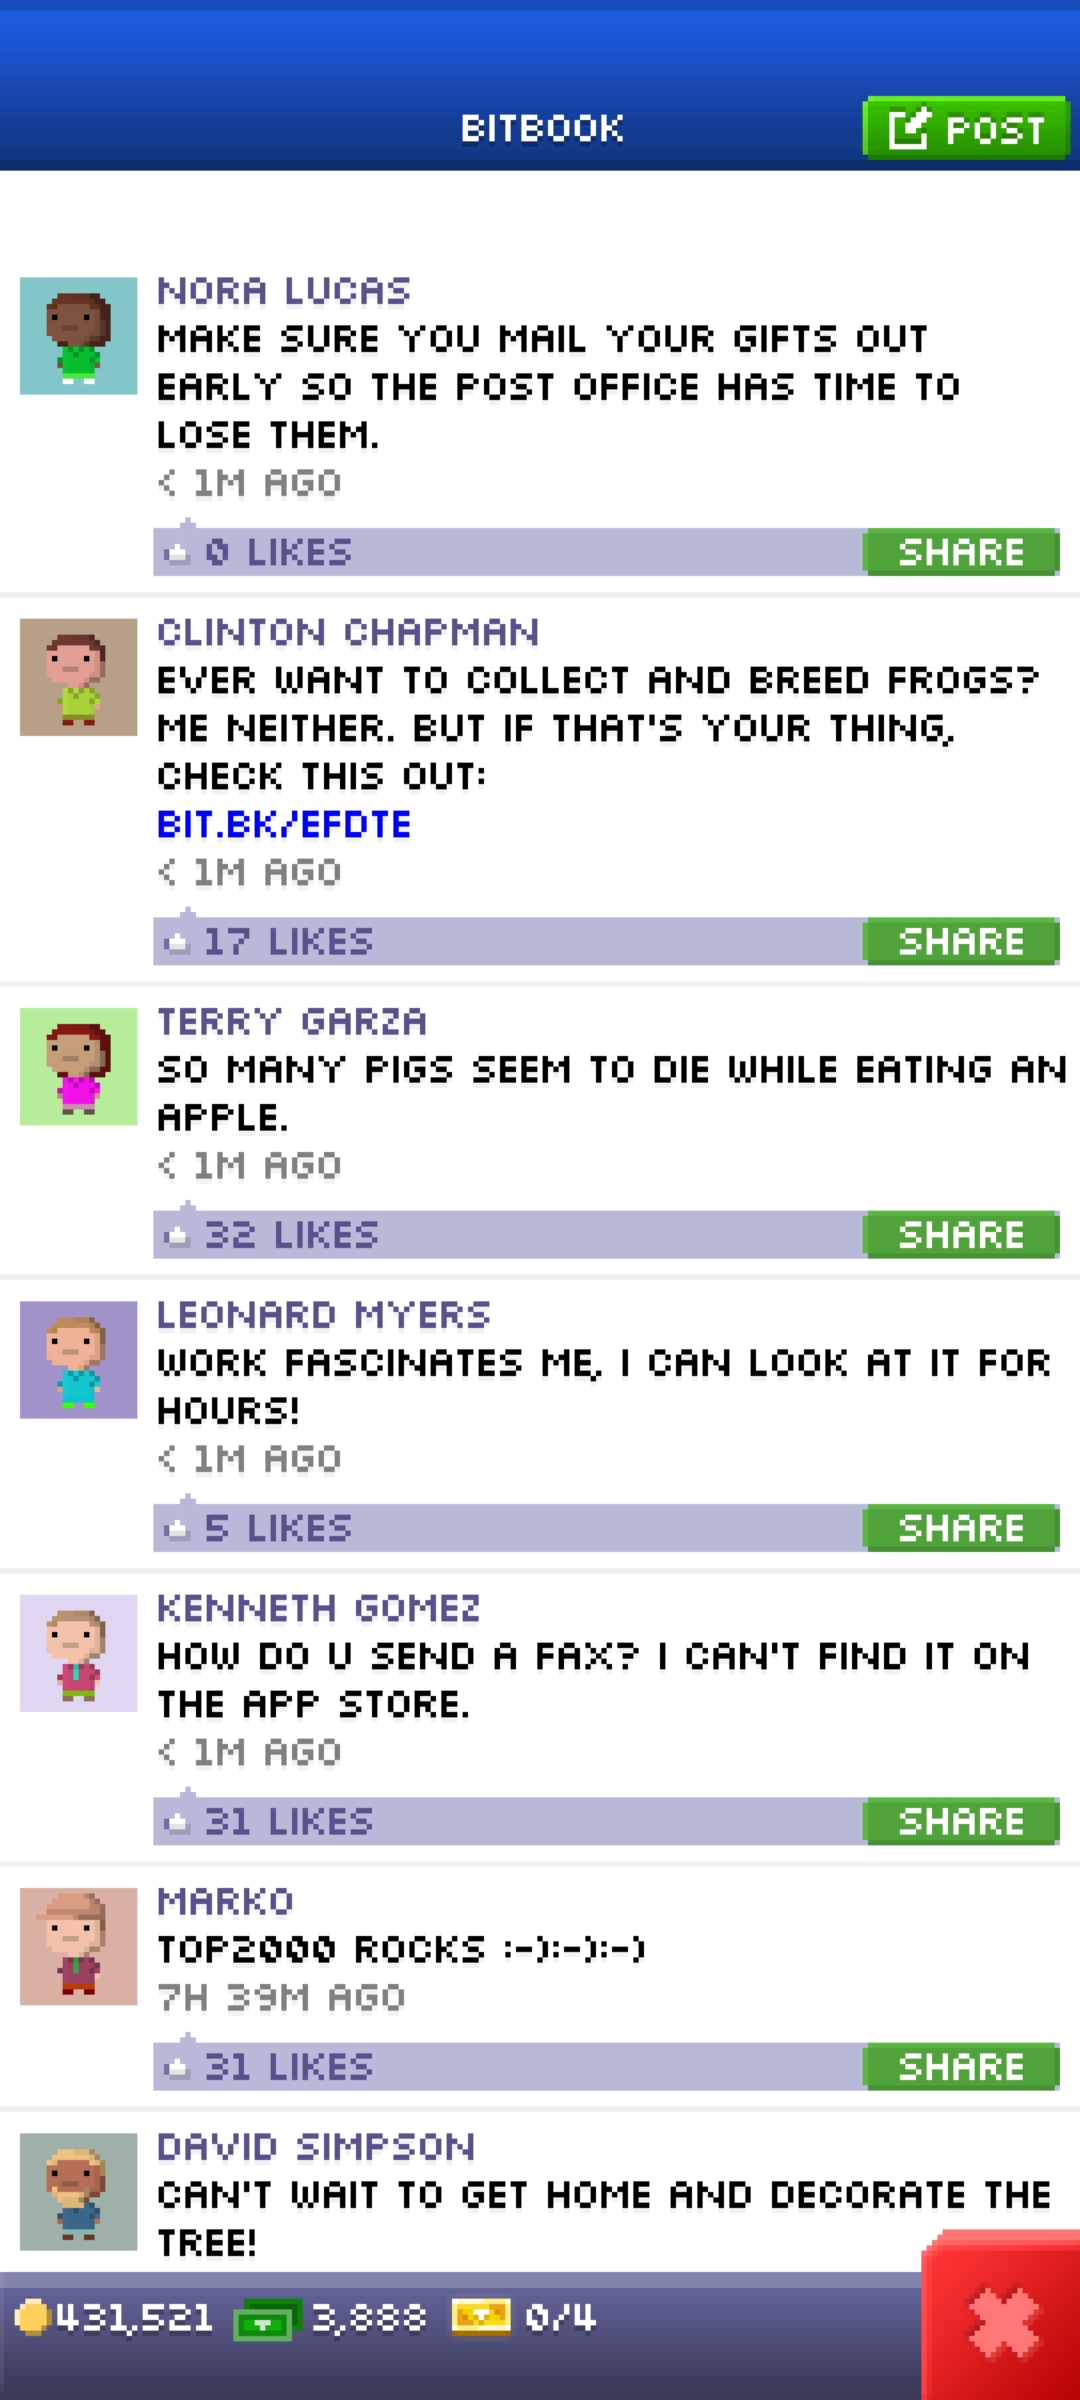 BITBOOK
POST
NORA LUCAS
MAKE SURE YOU MAIL YOUR GIFTS OUT
EARLY SO THE POST OFFICE HAS TIME TO
LOSE THEM.
< 1M AGO
0 LIKES
SHARE
CLINTON CHAPMAN
EVER WANT TO COLLECT AND BREED FROGS?
ME NEITHER. BUT IF THAT'S YOUR THING,
CHECK THIS OUT:
BIT.BK/EFDTE
< 1M AGO
17 LIKES
SHARE
TERRY GARZA
SO MANY PIGS SEEM TO DIE WHILE EATING AN
APPLE.
< 1M AGO
32 LIKES
SHARE
LEONARD MYERS
WORK FASCINATES ME, I CAN LOOK AT IT FOR
HOURS!
< 1M AGO
5 LIKES
SHARE
KENNETH GOMEZ
HOW DO U SEND A FAX? I CAN'T FIND IT ON
THE APP STORE.
< 1M AGO
31 LIKES
SHARE
MARKO
TOP2000 ROCKS :-):-):-)
7H 39M AGO
31 LIKES
SHARE
DAVID SIMPSON
CAN'T WAIT TO GET HOME AND DECORATE THE
TREE!
431,521 3,888 0/4